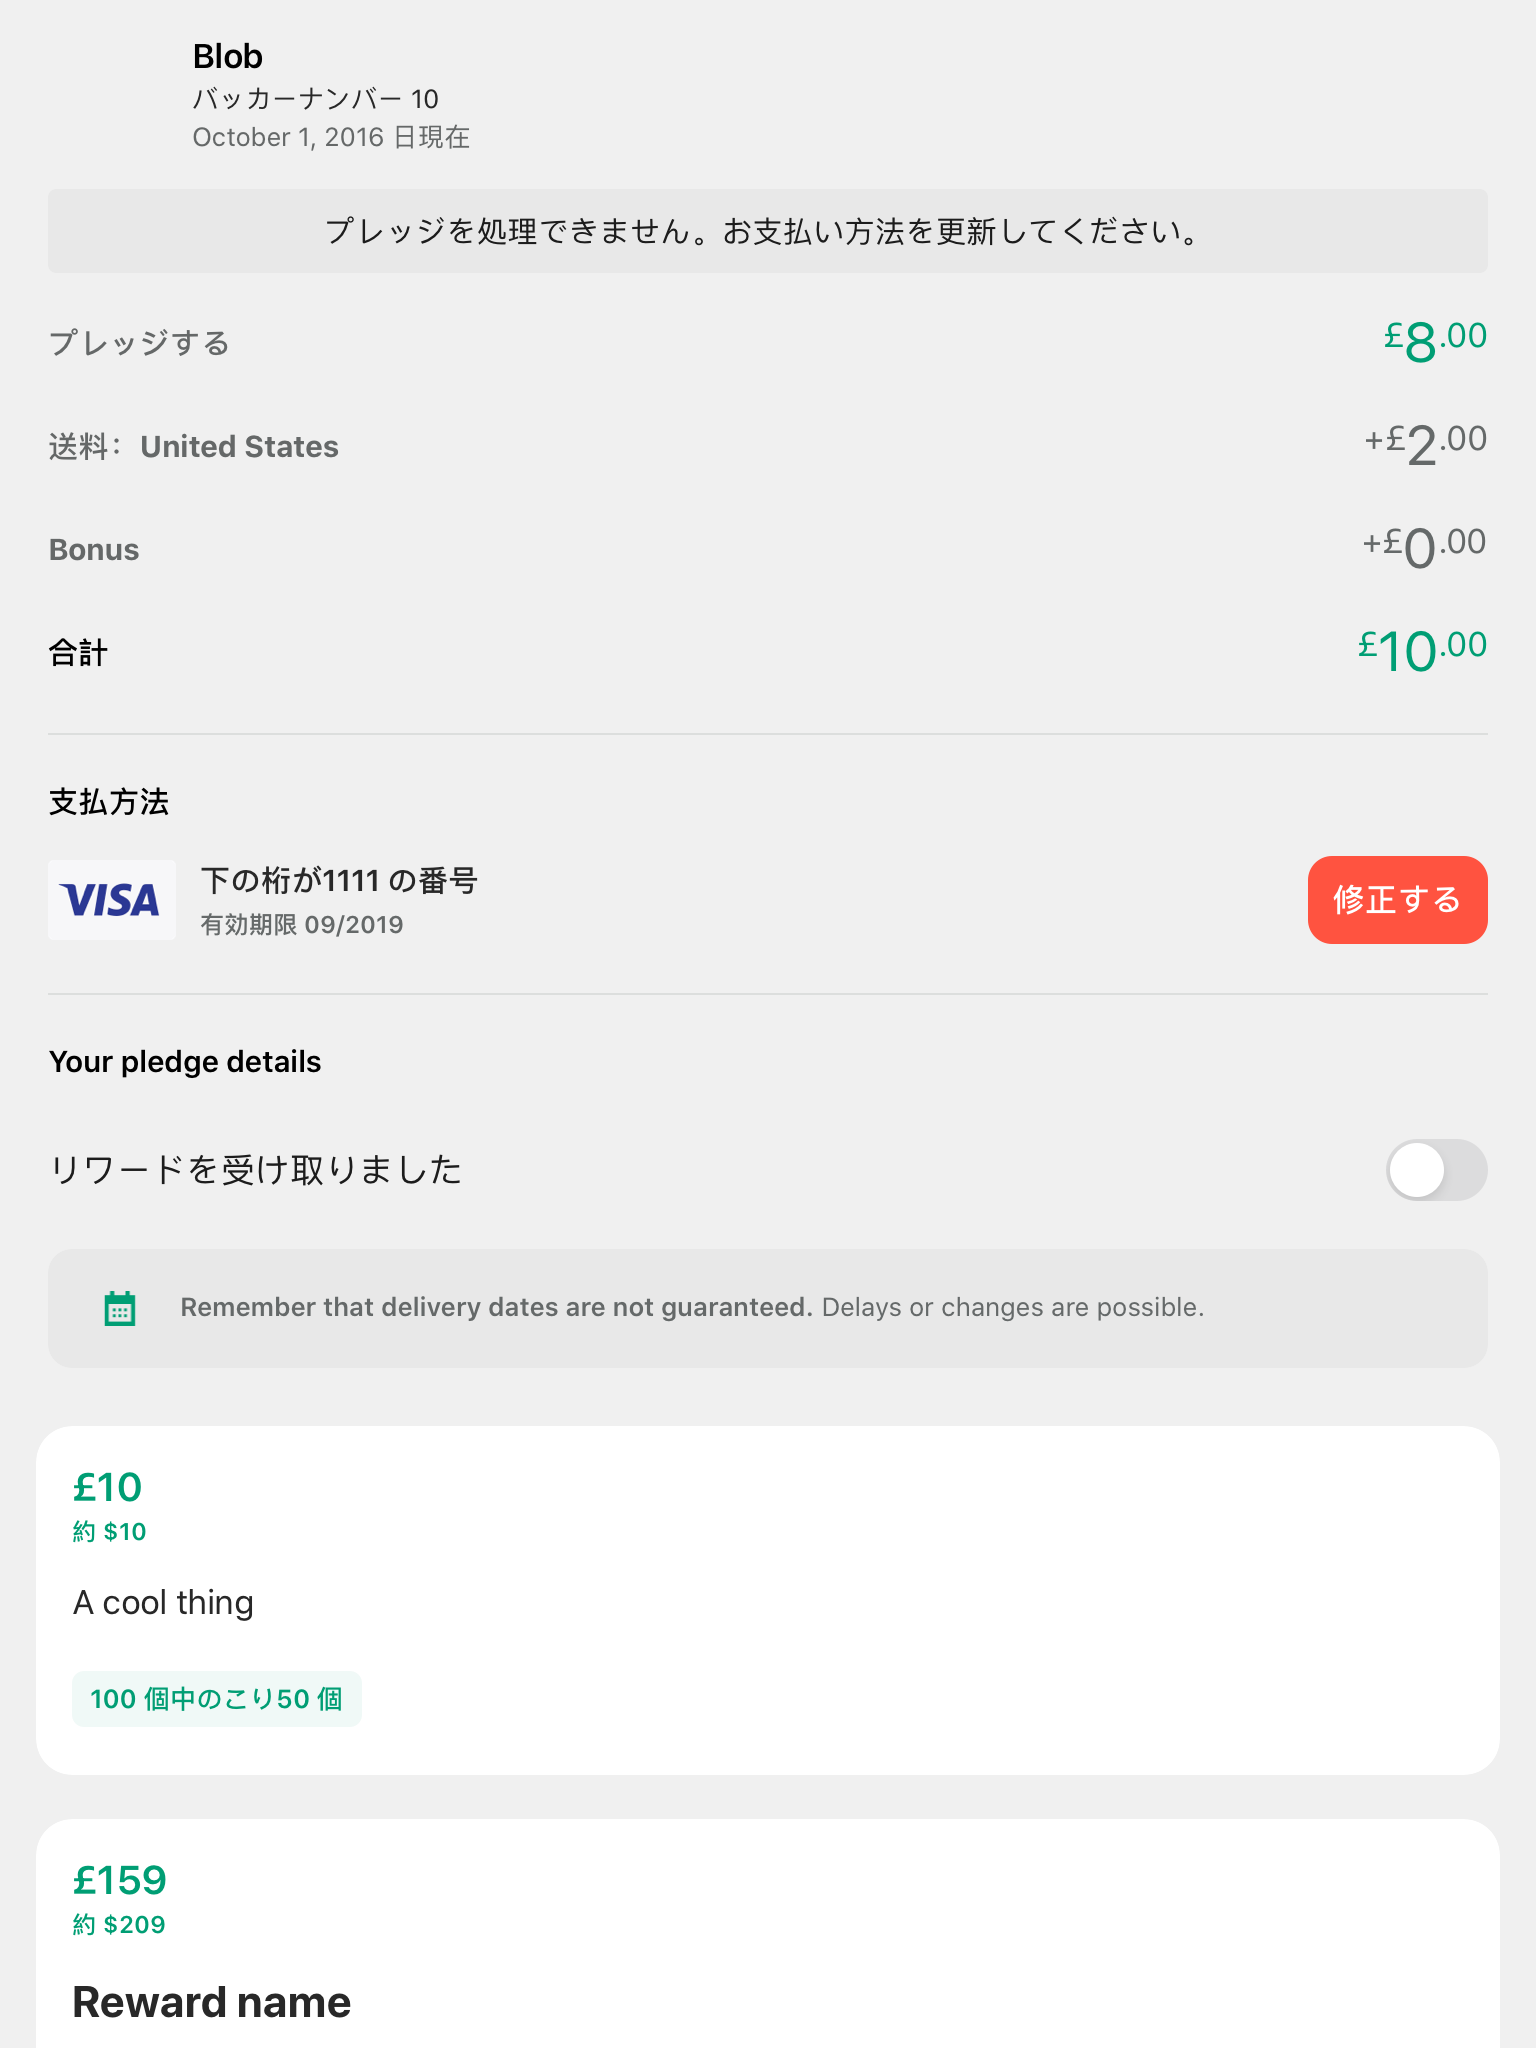 Blob
バッカーナンバー 10
October 1, 2016 日現在
プレッジを処理できません。お支払い方法を更新してください。
プレッジする £8.00
送料： United States +£2.00
Bonus +£0.00
合計 £10.00
支払方法
VISA
下の桁が1111 の番号
有効期限 09/2019
修正する
Your pledge details
リワードを受け取りました
Remember that delivery dates are not guaranteed. Delays or changes are possible.
£10
約 $10
A cool thing
100 個中のこり50 個
£159
約 $209
Reward name